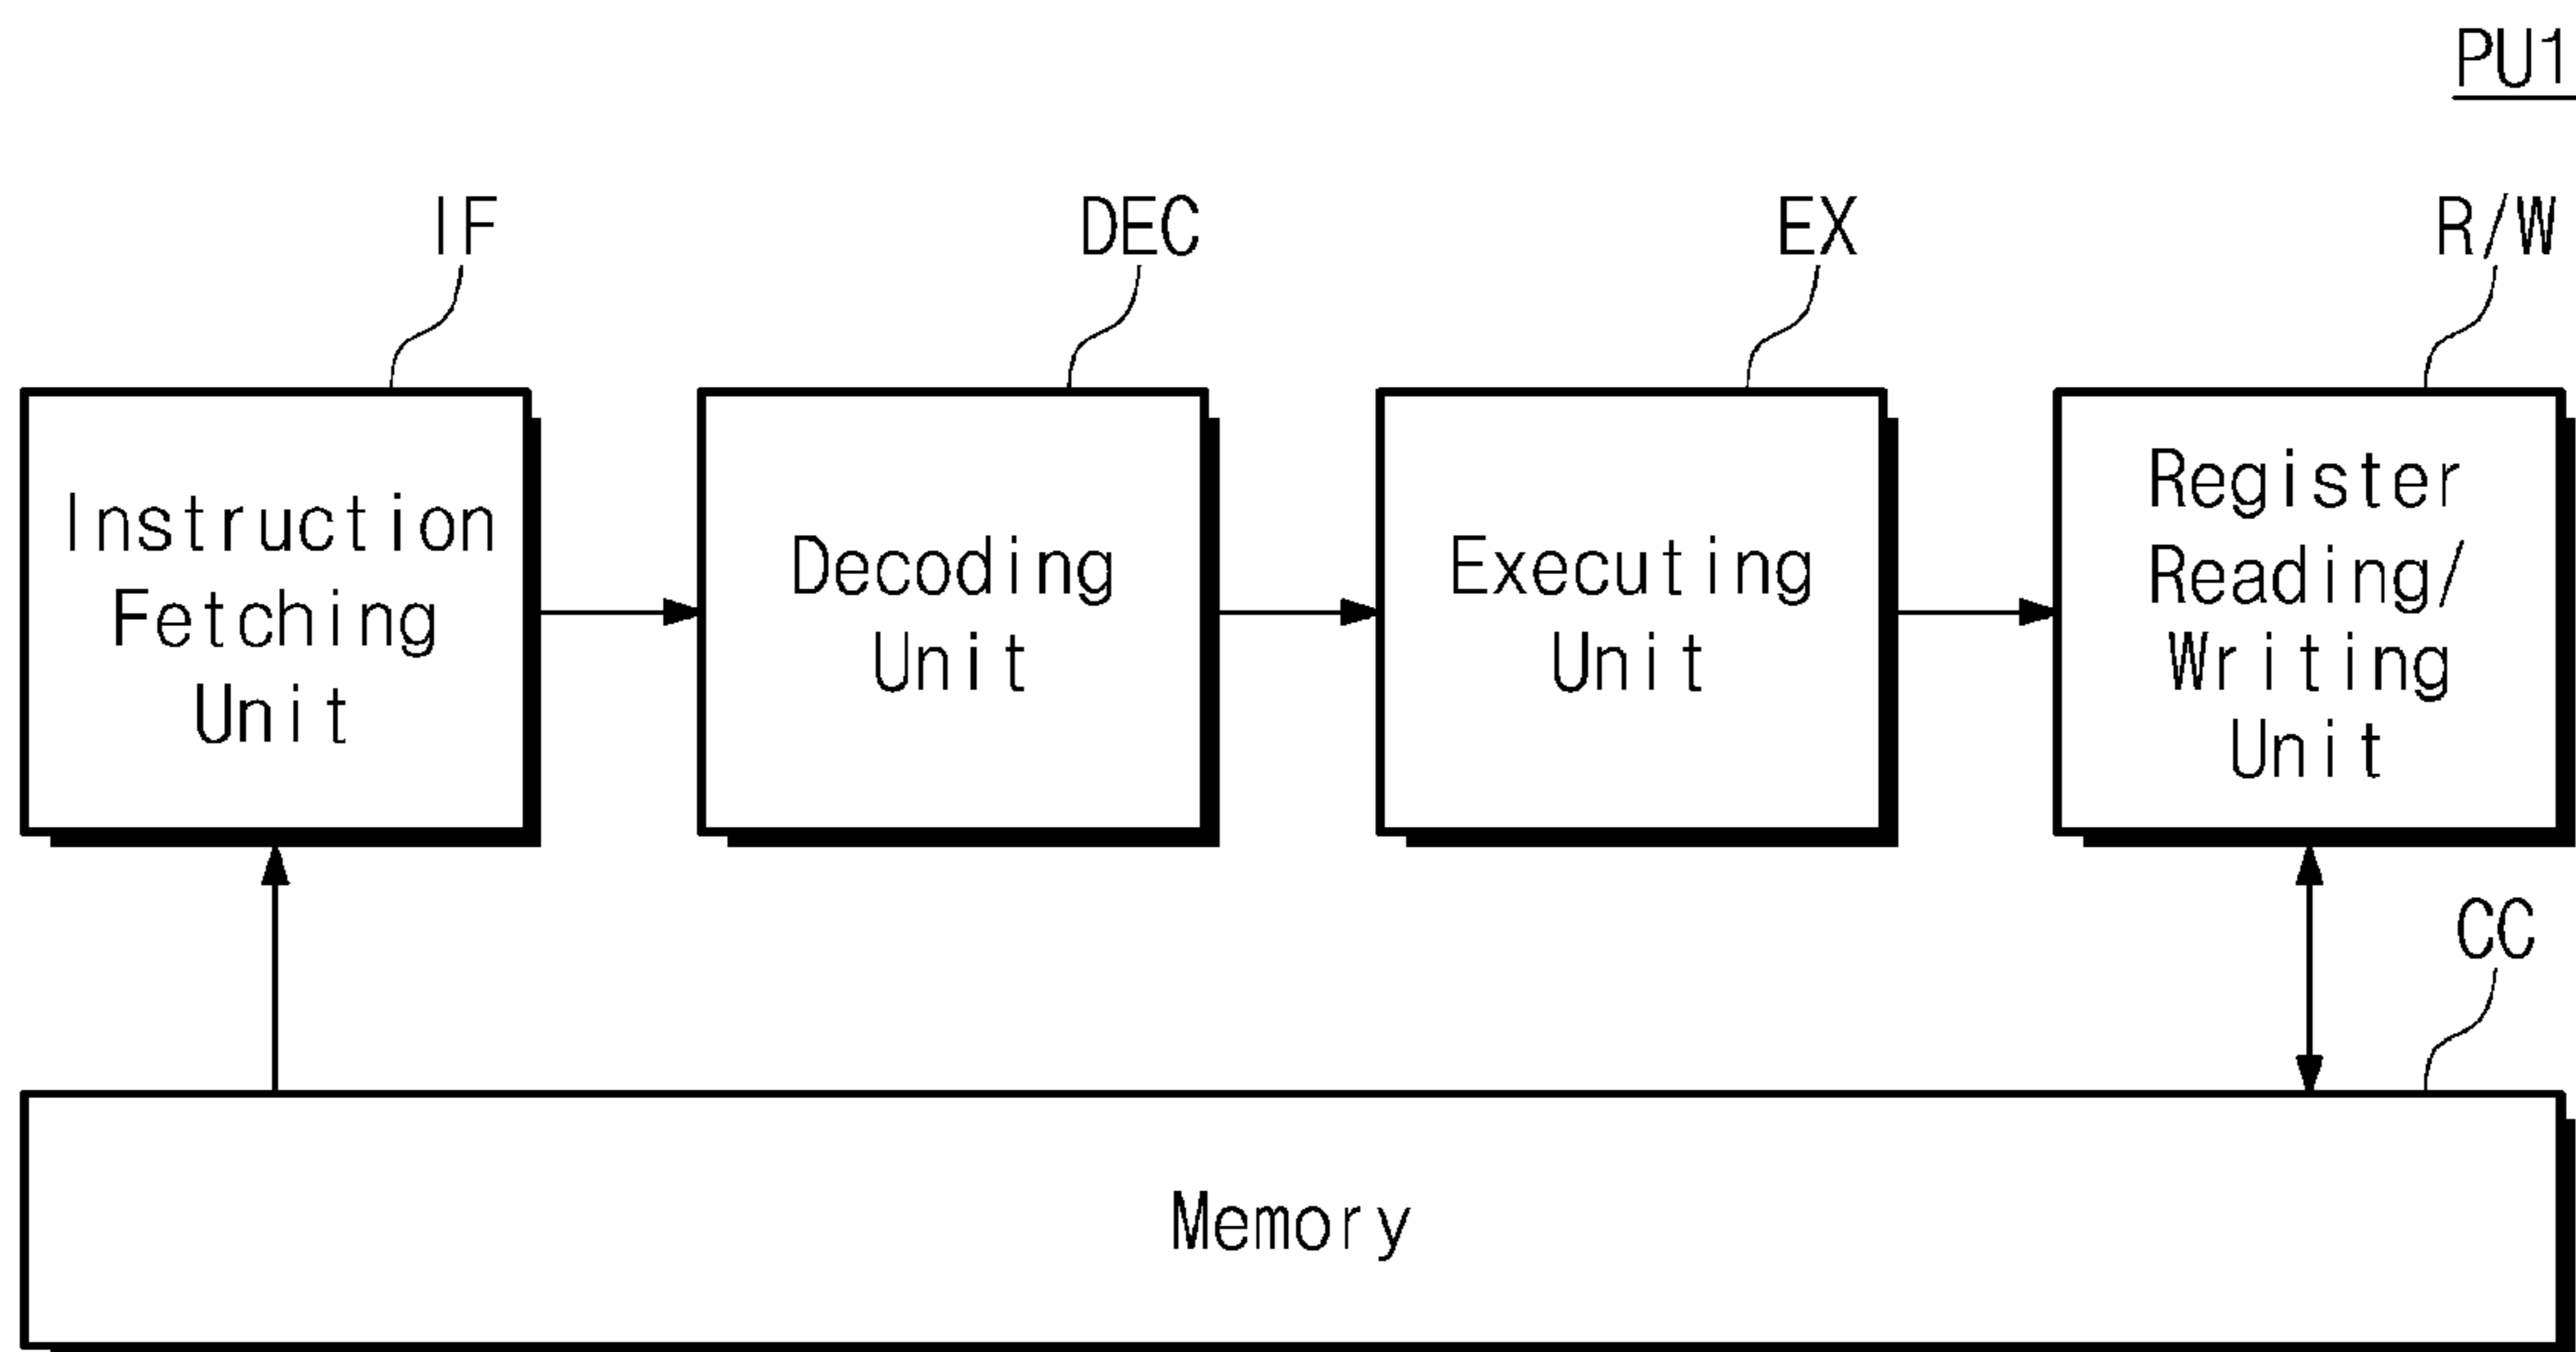 PU1
IF
DEC
EX
R/W
Instruction
Fetching
Unit
Decoding
Unit
Executing
Unit
Register
Reading/
Writing
Unit
CC
Memory